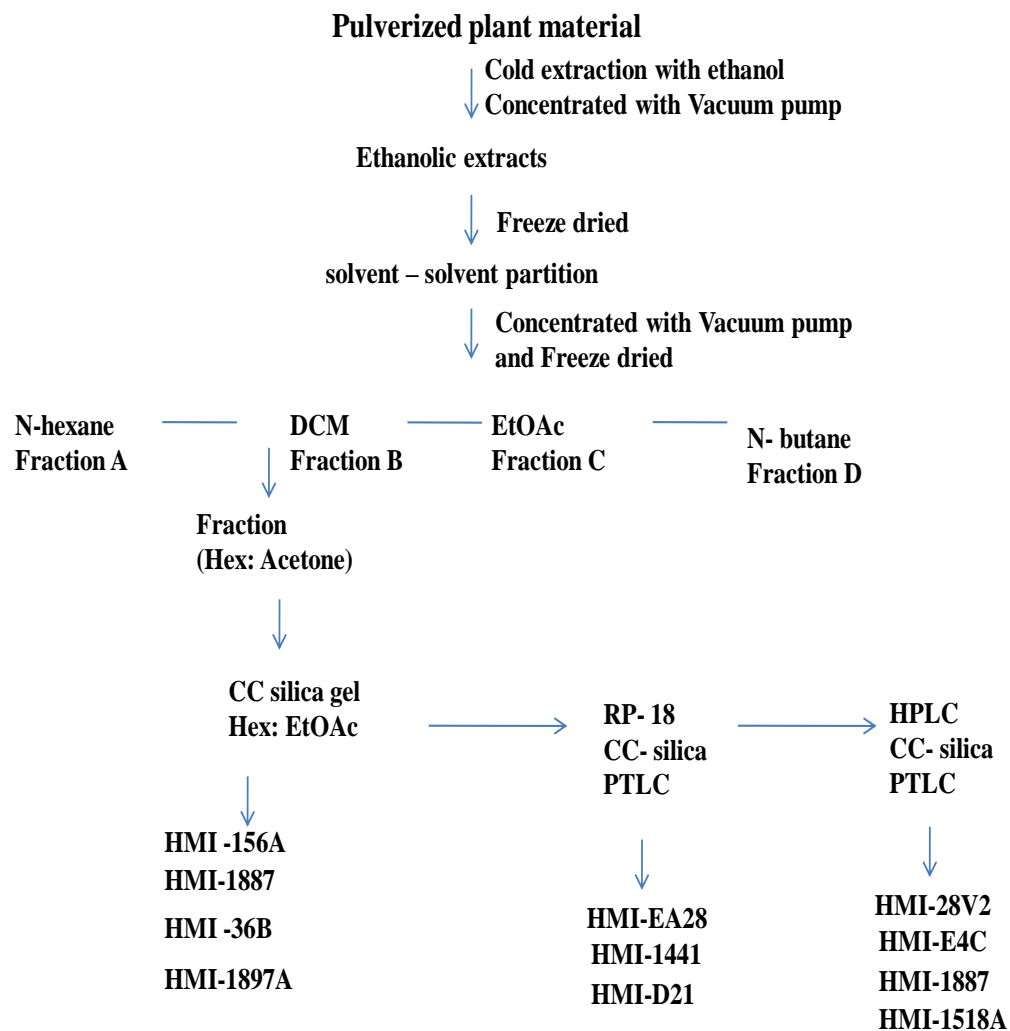 Pulverized plant material
Cold extraction with ethanol
Concentrated with Vacuum pump
Ethanolic extracts
Freeze dried
solvent – solvent partition
Concentrated with Vacuum pump
and Freeze dried
N-hexane
Fraction A
DCM
Fraction B
EtOAc
Fraction C
N- butane
Fraction D
Fraction
(Hex: Acetone)
CC silica gel
Hex: EtOAc
RP- 18
CC- silica
PTLC
HPLC
CC- silica
PTLC
HMI -156A
HMI-1887
HMI -36B
HMI-1897A
HMI-EA28
HMI-1441
HMI-D21
HMI-28V2
HMI-E4C
HMI-1887
HMI-1518A